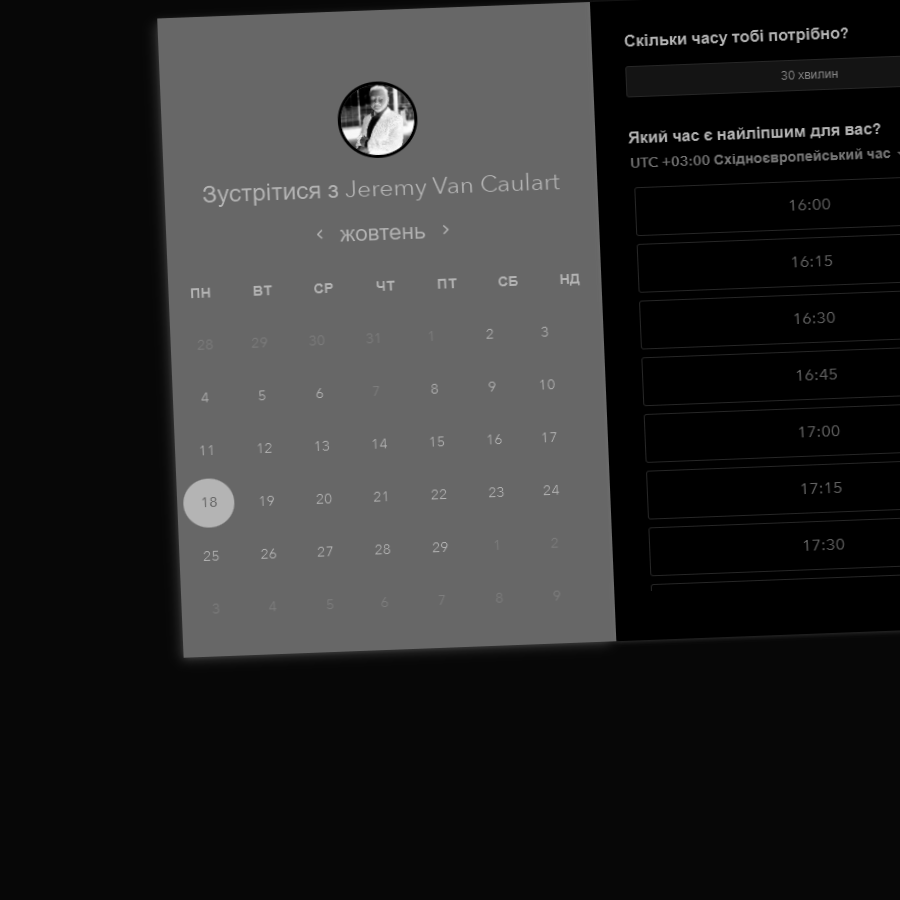 Зустрітися з Jeremy Van Caulart
жовтень
ПН ВТ СР ЧТ ПТ СБ НД
28 29 30 31 1 2 3
4 5 6 7 8 9 10
11 12 13 14 15 16 17
18 19 20 21 22 23 24
25 26 27 28 29 1 2
3 4 5 6 7 8 9
Скільки часу тобі потрібно?
30 хвилин
Який час є найліпшим для вас?
UTC +03:00 Східноєвропейський час
16:00
16:15
16:30
16:45
17:00
17:15
17:30